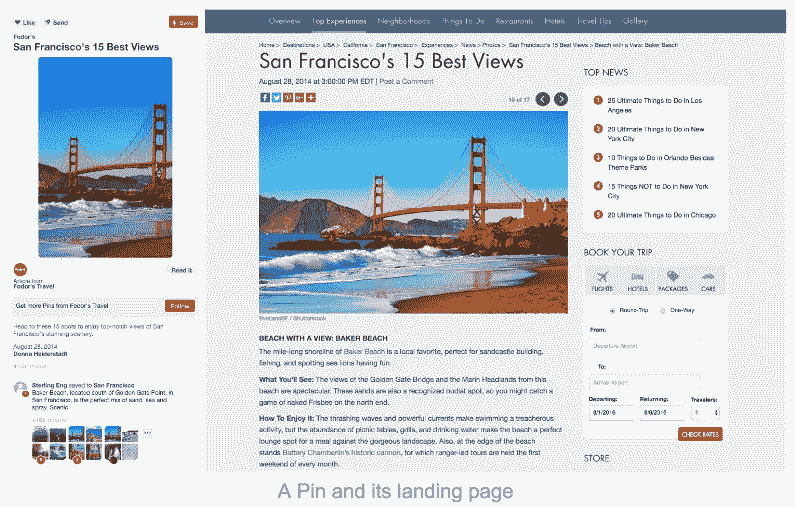 Like Send Save
Fodor's
San Francisco's 15 Best Views
Read it
Article from
Fodor's Travel
Get more Pins from Fodor's Travel Follow
Head to these 15 spots to enjoy top-notch views of San
Francisco's stunning scenery.
August 28, 2014
Donna Heiderstadt
Sterling Eng saved to San Francisco
Baker Beach, located south of Golden Gate Point, in
San Francisco, is the perfect mix of sand, sea and
spray. Scenic
Overview Top Experiences Neighborhoods Things To Do Restaurants Hotels Travel Tips Gallery
Home > Destinations > USA > California > San Francisco > Experiences > News > Photos > San Francisco's 15 Best Views > Beach with a View: Baker Beach
San Francisco's 15 Best Views
August 28, 2014 at 3:00:00 PM EDT | Post a Comment
of 17
SvetlanaSF / Shutterstock
BEACH WITH A VIEW: BAKER BEACH
The mile-long shoreline of Baker Beach is a local favorite, perfect for sandcastle building,
fishing, and spotting sea lions having fun.
What You'll See: The views of the Golden Gate Bridge and the Marin Headlands from this
beach are spectacular. These sands are also a recognized nudist spot, so you might catch a
game of naked Frisbee on the north end.
How To Enjoy It: The thrashing waves and powerful currents make swimming a treacherous
activity, but the abundance of picnic tables, grills, and drinking water make the beach a perfect
lounge spot for a meal against the gorgeous landscape. Also, at the edge of the beach
stands Battery Chamberlin's historic cannon, for which ranger-led tours are held the first
weekend of every month.
TOP NEWS
1 25 Ultimate Things to Do in Los
Angeles
2 20 Ultimate Things to Do in New
York City
3 10 Things to Do in Orlando Besides
Theme Parks
4 15 Things NOT to Do in New York
City
5 20 Ultimate Things to Do in Chicago
BOOK YOUR TRIP
FLIGHTS HOTELS PACKAGES CARS
Round-Trip One-Way
From:
Departure Airport
To:
Arrival Airport
Departing: Returning: Travelers:
8/1/2016 1
CHECK RATES
STORE
A Pin and its landing page